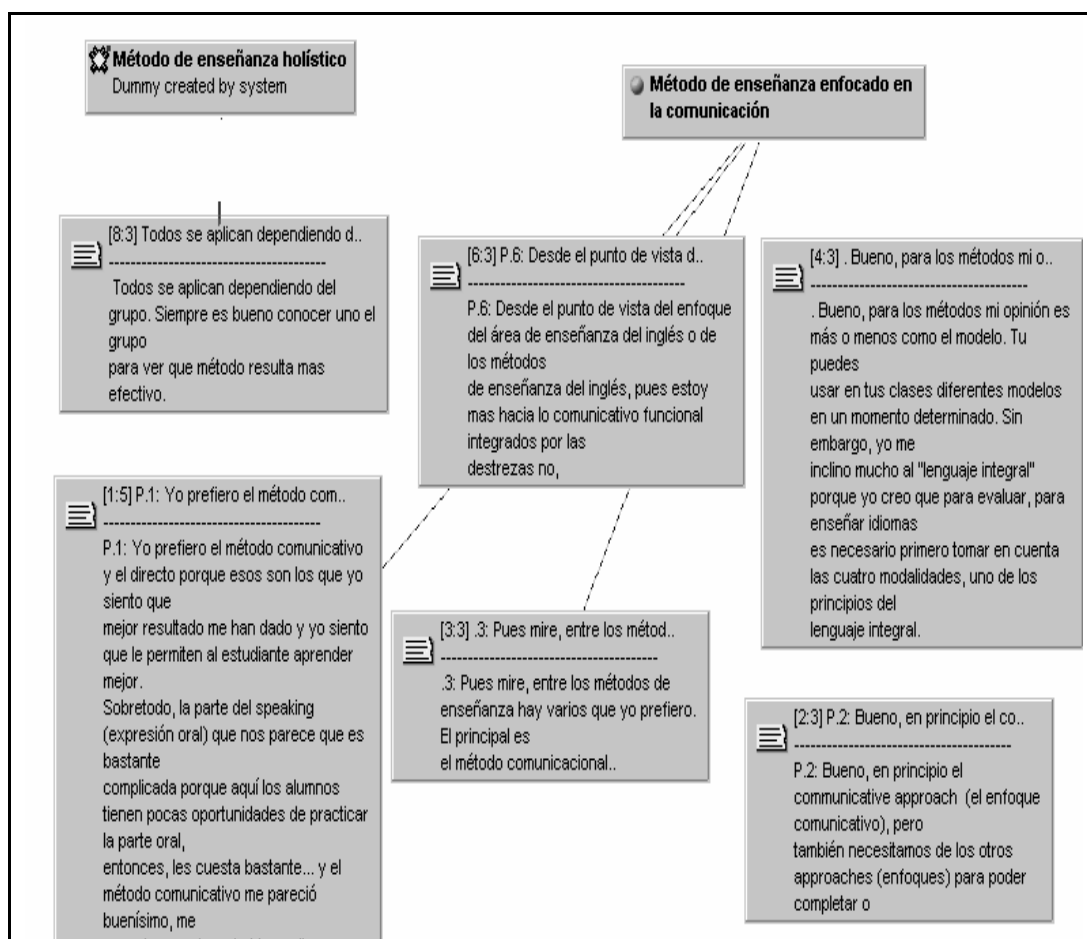 Método de enseñanza holístico
Dummy created by system
Método de enseñanza enfocado en
la comunicación
[8:3] Todos se aplican dependiendo d..
----------------------------------------
Todos se aplican dependiendo del
grupo. Siempre es bueno conocer uno el
grupo
para ver que método resulta mas
efectivo.
[6:3] P.6: Desde el punto de vista d..
----------------------------------------
P.6: Desde el punto de vista del enfoque
del área de enseñanza del inglés o de
los métodos
de enseñanza del inglés, pues estoy
mas hacia lo comunicativo funcional
integrados por las
destrezas no,
[4:3] . Bueno, para los métodos mi o..
----------------------------------------
. Bueno, para los métodos mi opinión es
más o menos como el modelo. Tu
puedes
usar en tus clases diferentes modelos
en un momento determinado. Sin
embargo, yo me
inclino mucho al "lenguaje integral"
porque yo creo que para evaluar, para
enseñar idiomas
es necesario primero tomar en cuenta
las cuatro modalidades, uno de los
principios del
lenguaje integral.
[1:5] P.1: Yo prefiero el método com..
----------------------------------------
P.1: Yo prefiero el método comunicativo
y el directo porque esos son los que yo
siento que
mejor resultado me han dado y yo siento
que le permiten al estudiante aprender
mejor.
Sobretodo, la parte del speaking
(expresión oral) que nos parece que es
bastante
complicada porque aquí los alumnos
tienen pocas oportunidades de practicar
la parte oral,
entonces, les cuesta bastante... y el
método comunicativo me pareció
buenísimo, me
[3:3] .3: Pues mire, entre los métod..
----------------------------------------
.3: Pues mire, entre los métodos de
enseñanza hay varios que yo prefiero.
El principal es
el método comunicacional..
[2:3] P.2: Bueno, en principio el co..
----------------------------------------
P.2: Bueno, en principio el
communicative approach (el enfoque
comunicativo), pero
también necesitamos de los otros
approaches (enfoques) para poder
completar o